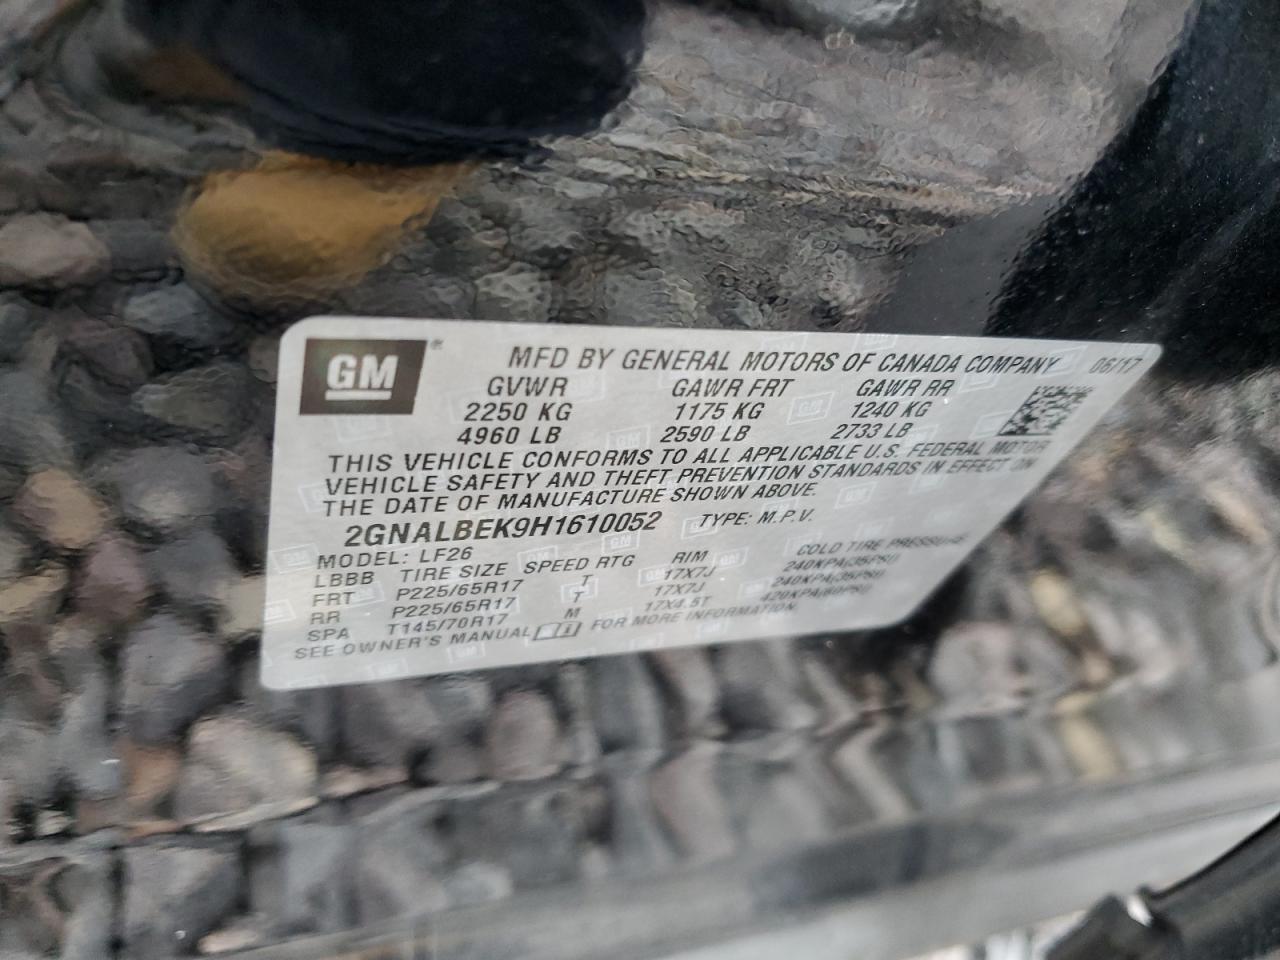 GM®
MFD BY GENERAL MOTORS OF CANADA COMPANY 06/17
GVWR GAWR FRT GAWR RR
2250 KG 1175 KG 1240 KG
4960 LB 2590 LB 2733 LB
THIS VEHICLE CONFORMS TO ALL APPLICABLE U.S. FEDERAL MOTOR
VEHICLE SAFETY AND THEFT PREVENTION STANDARDS IN EFFECT ON
THE DATE OF MANUFACTURE SHOWN ABOVE.
2GNALBEK9H1610052 TYPE: M.P.V.
MODEL: LF26
LBBB TIRE SIZE SPEED RTG RIM COLD TIRE PRESSURE
FRT P225/65R17 T 17X7J 240KPA(35PSI)
RR P225/65R17 T 17X7J 240KPA(35PSI)
SPA T145/70R17 M 17X4.5T 420KPA(60PSI)
SEE OWNER'S MANUAL FOR MORE INFORMATION